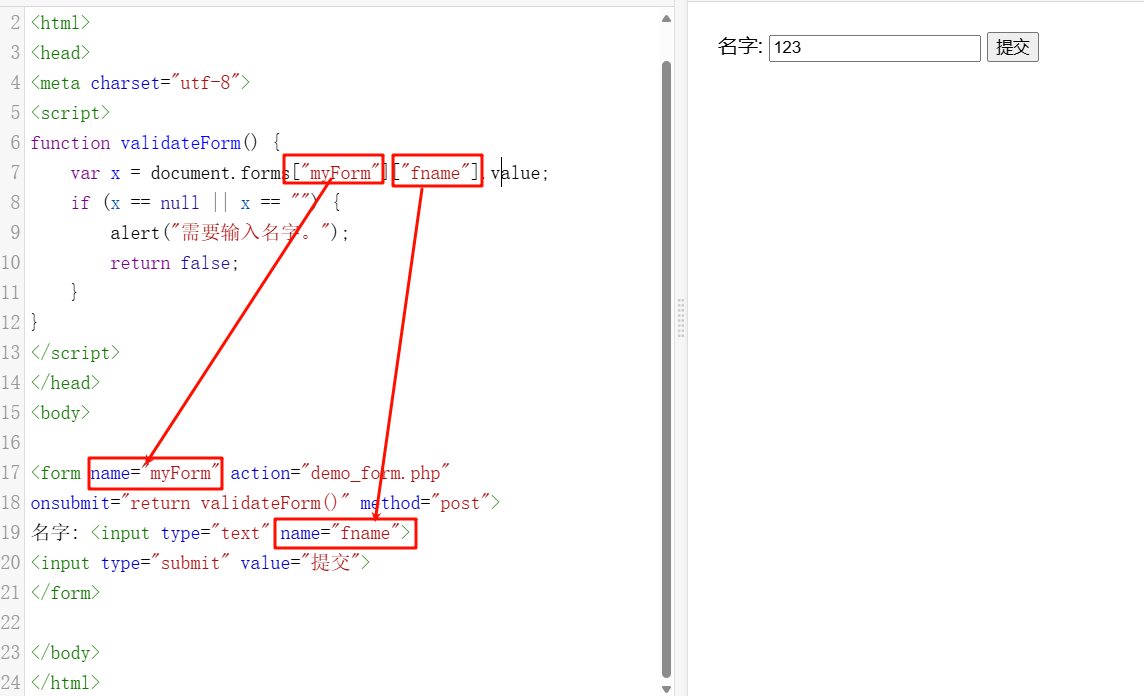 2 <html>
3 <head>
4 <meta charset="utf-8">
5 <script>
6 function validateForm() {
7     var x = document.forms["myForm"]["fname"].value;
8     if (x == null || x == "") {
9         alert("需要输入名字。");
10         return false;
11     }
12 }
13 </script>
14 </head>
15 <body>
16
17 <form name="myForm" action="demo_form.php"
18 onsubmit="return validateForm()" method="post">
19 名字: <input type="text" name="fname">
20 <input type="submit" value="提交">
21 </form>
22
23 </body>
24 </html>
名字: 123 提交